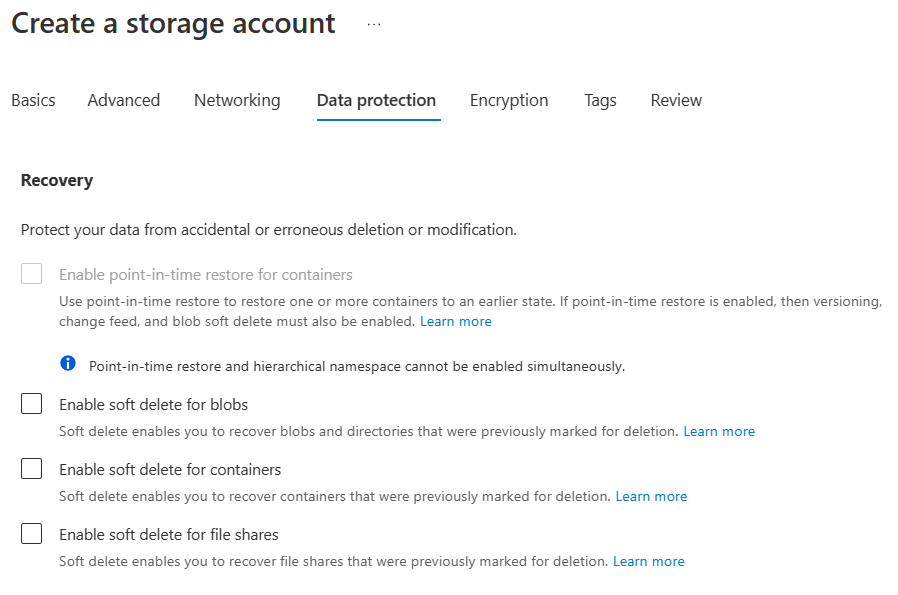 Create a storage account ...
Basics Advanced Networking Data protection Encryption Tags Review
Recovery
Protect your data from accidental or erroneous deletion or modification.
Enable point-in-time restore for containers
Use point-in-time restore to restore one or more containers to an earlier state. If point-in-time restore is enabled, then versioning,
change feed, and blob soft delete must also be enabled. Learn more
Point-in-time restore and hierarchical namespace cannot be enabled simultaneously.
Enable soft delete for blobs
Soft delete enables you to recover blobs and directories that were previously marked for deletion. Learn more
Enable soft delete for containers
Soft delete enables you to recover containers that were previously marked for deletion. Learn more
Enable soft delete for file shares
Soft delete enables you to recover file shares that were previously marked for deletion. Learn more